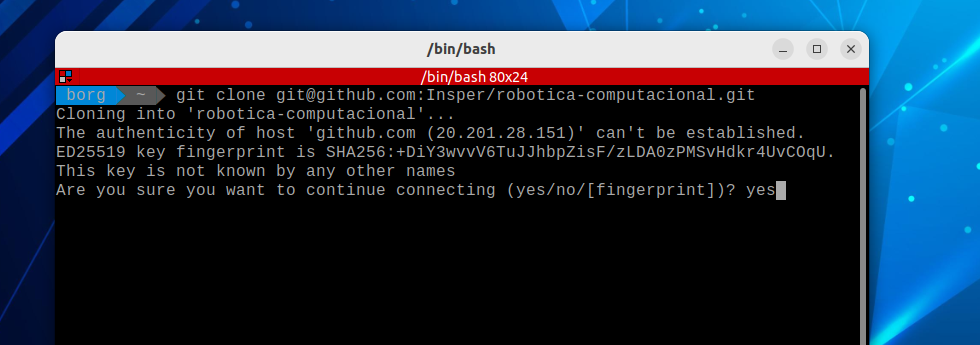 /bin/bash
/bin/bash 80x24
borg ~ git clone git@github.com:Insper/robotica-computacional.git
Cloning into 'robotica-computacional'...
The authenticity of host 'github.com (20.201.28.151)' can't be established.
ED25519 key fingerprint is SHA256:+DiY3wvvV6TuJJhbpZisF/zLDA0zPMSvHdkr4UvCOqU.
This key is not known by any other names
Are you sure you want to continue connecting (yes/no/[fingerprint])? yes